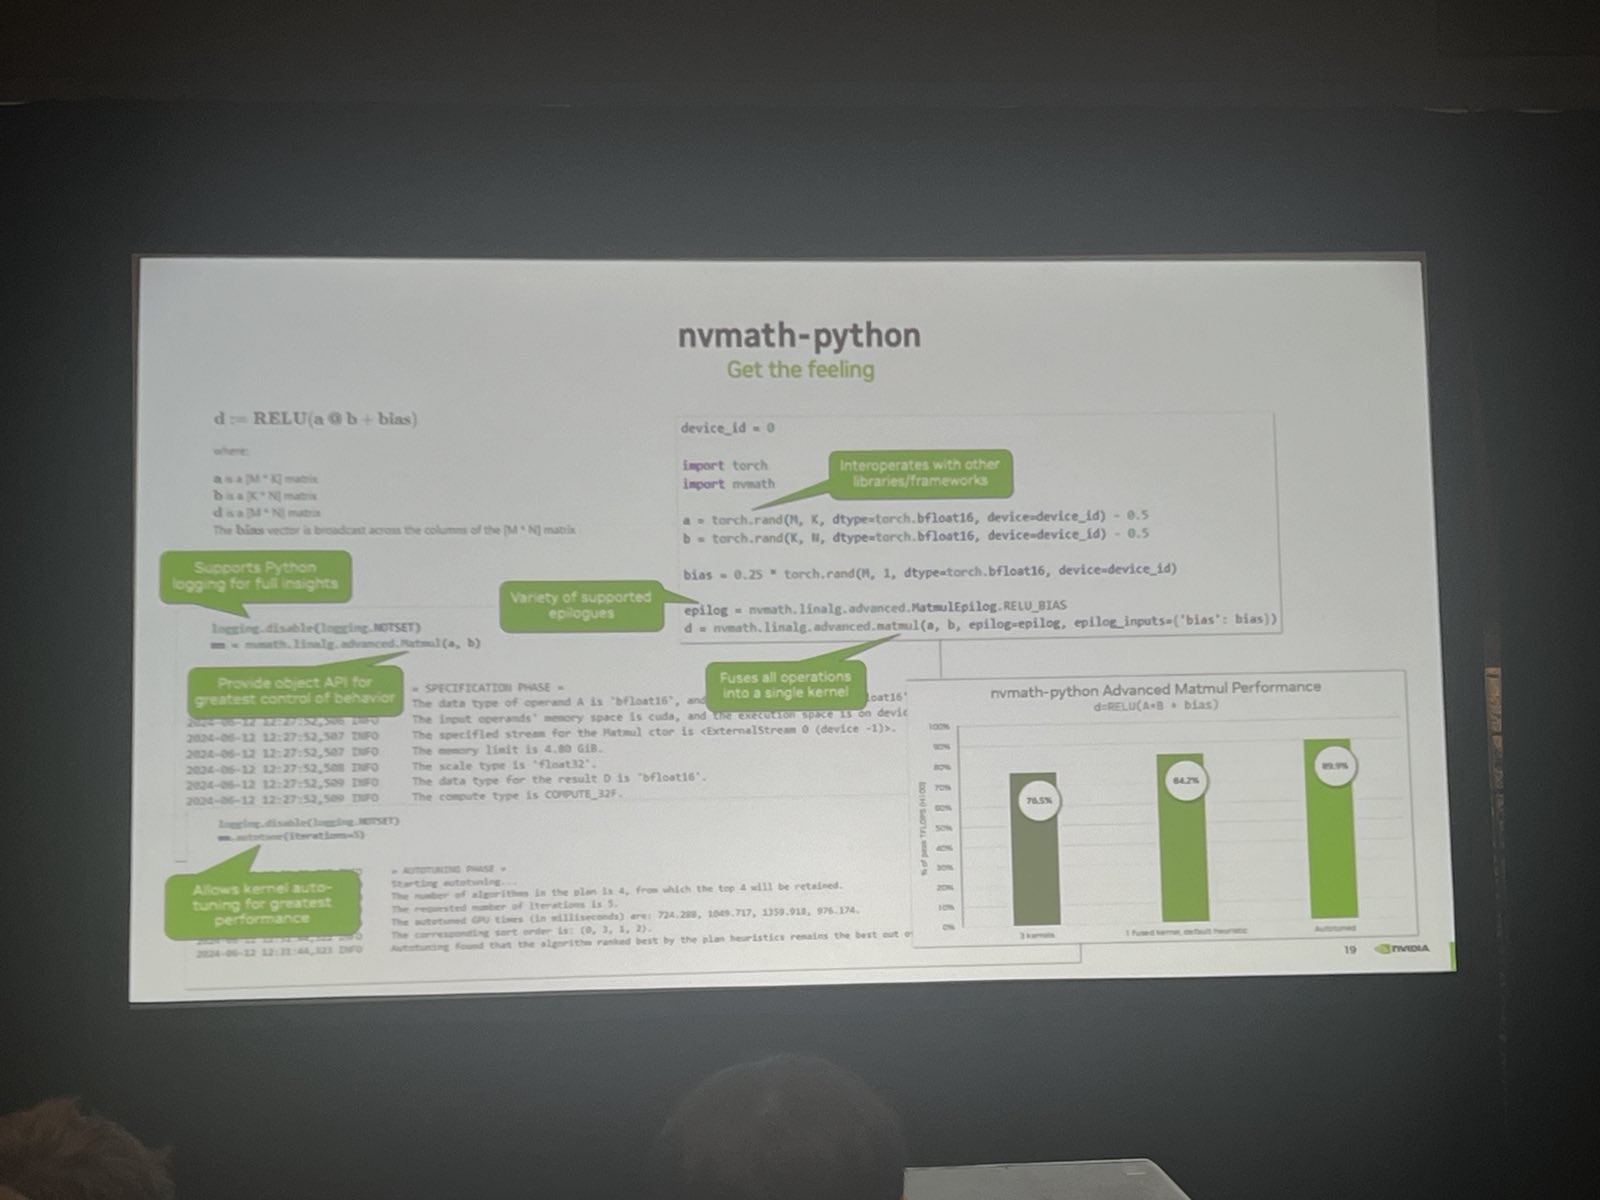 nvmath-python
Get the feeling
d := RELU(a @ b + bias)
where:
a is a [M * K] matrix
b is a [K * N] matrix
d is a [M * N] matrix
The bias vector is broadcast across the columns of the [M * N] matrix
device_id = 0
import torch
import nvmath
Interoperates with other
libraries/frameworks
a = torch.rand(M, K, dtype=torch.bfloat16, device=device_id) - 0.5
b = torch.rand(K, N, dtype=torch.bfloat16, device=device_id) - 0.5
bias = 0.25 * torch.rand(M, 1, dtype=torch.bfloat16, device=device_id)
Variety of supported
epilogues
epilog = nvmath.linalg.advanced.MatmulEpilog.RELU_BIAS
d = nvmath.linalg.advanced.matmul(a, b, epilog=epilog, epilog_inputs={'bias': bias})
Fuses all operations
into a single kernel
Supports Python
logging for full insights
logging.disable(logging.NOTSET)
mm = nvmath.linalg.advanced.Matmul(a, b)
Provide object API for
greatest control of behavior
= SPECIFICATION PHASE =
The data type of operand A is 'bfloat16', and loat16'
2024-06-12 12:27:52,506 INFO The input operands' memory space is cuda, and the execution space is on devic
2024-06-12 12:27:52,507 INFO The specified stream for the Matmul ctor is <ExternalStream 0 (device -1)>.
2024-06-12 12:27:52,507 INFO The memory limit is 4.80 GiB.
2024-06-12 12:27:52,508 INFO The scale type is 'float32'.
2024-06-12 12:27:52,509 INFO The data type for the result D is 'bfloat16'.
2024-06-12 12:27:52,509 INFO The compute type is COMPUTE_32F.
logging.disable(logging.NOTSET)
mm.autotune(iterations=5)
Allows kernel auto-
tuning for greatest
performance
= AUTOTUNING PHASE =
Starting autotuning...
The number of algorithms in the plan is 4, from which the top 4 will be retained.
The requested number of iterations is 5.
The autotuned GPU times (in milliseconds) are: 724.288, 1049.717, 1359.918, 976.174.
The corresponding sort order is: (0, 3, 1, 2).
2024-06-12 12:31:44,323 INFO Autotuning found that the algorithm ranked best by the plan heuristics remains the best out o
nvmath-python Advanced Matmul Performance
d=RELU(A*B + bias)
% of peak TFLOPS (H100)
100%
90%
80%
70%
60%
50%
40%
30%
20%
10%
0%
76.5%
84.2%
89.9%
3 kernels
1 fused kernel, default heuristic
Autotuned
19
NVIDIA